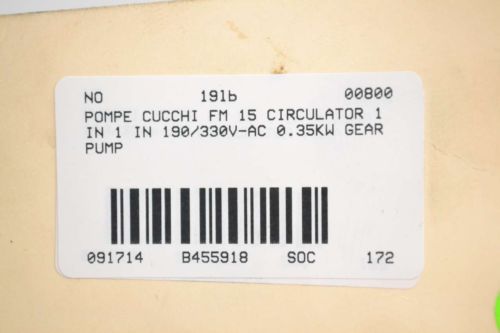 NO 19lb 00800
POMPE CUCCHI FM 15 CIRCULATOR 1
IN 1 IN 190/330V-AC 0.35KW GEAR
PUMP
091714 B455918 SOC 172